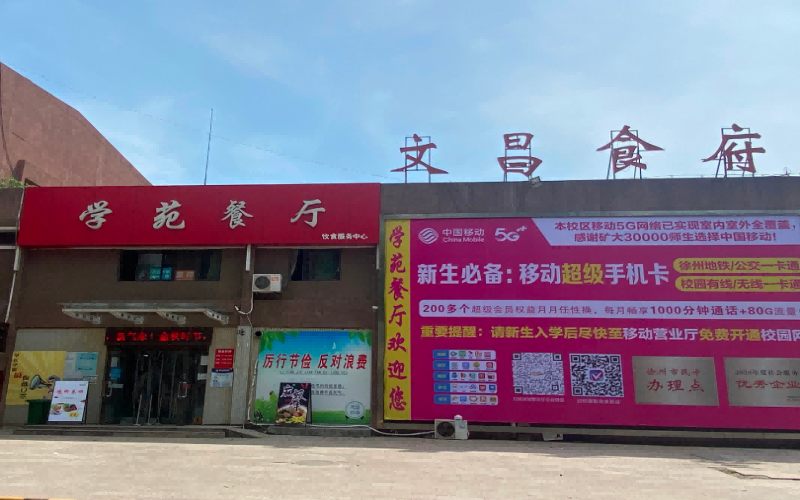 文昌食府
学苑餐厅
饮食服务中心
厉行节俭 反对浪费
学苑餐厅欢迎您
中国移动
China Mobile
5G++
本校区移动5G网络已实现室内室外全覆盖，
感谢矿大30000师生选择中国移动！
新生必备：移动超级手机卡
徐州地铁/公交一卡通
校园有线/无线一卡通
200多个超级会员权益月月任性换，每月畅享1000分钟通话+80G流量
重要提醒：请新生入学后尽快至移动营业厅免费开通校园网
徐州市民卡
办理点
优秀企业